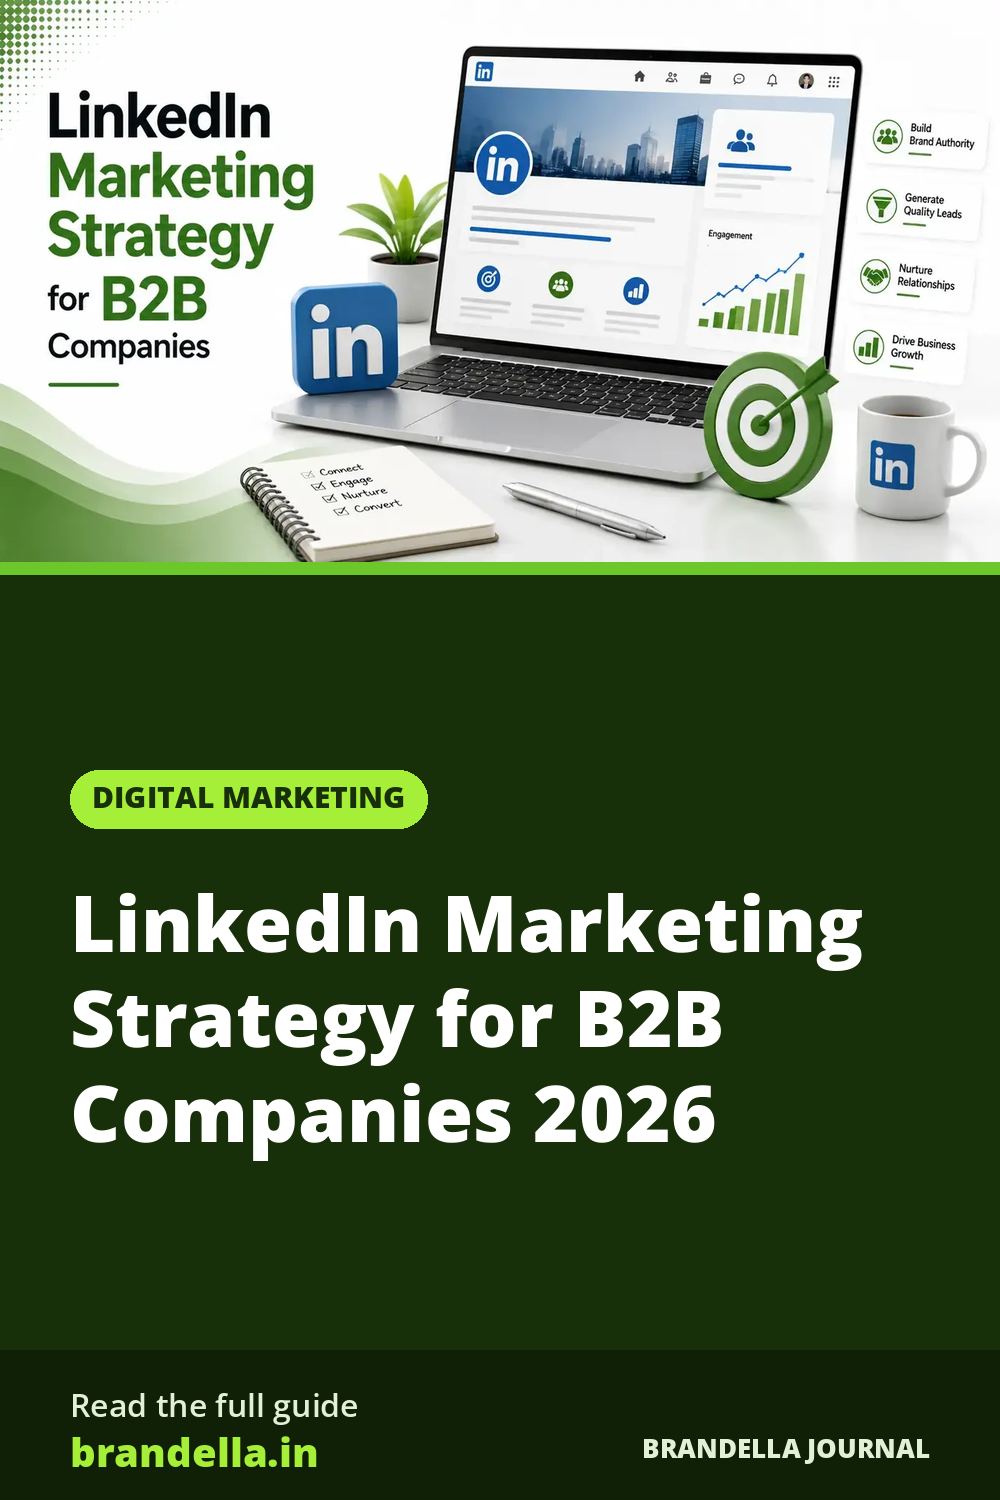 LinkedIn
Marketing
Strategy
for B2B
Companies
in
in
Engagement
Build
Brand Authority
Generate
Quality Leads
Nurture
Relationships
Drive Business
Growth
in
in
Connect
Engage
Nurture
Convert
DIGITAL MARKETING
LinkedIn Marketing
Strategy for B2B
Companies 2026
Read the full guide
brandella.in
BRANDELLA JOURNAL